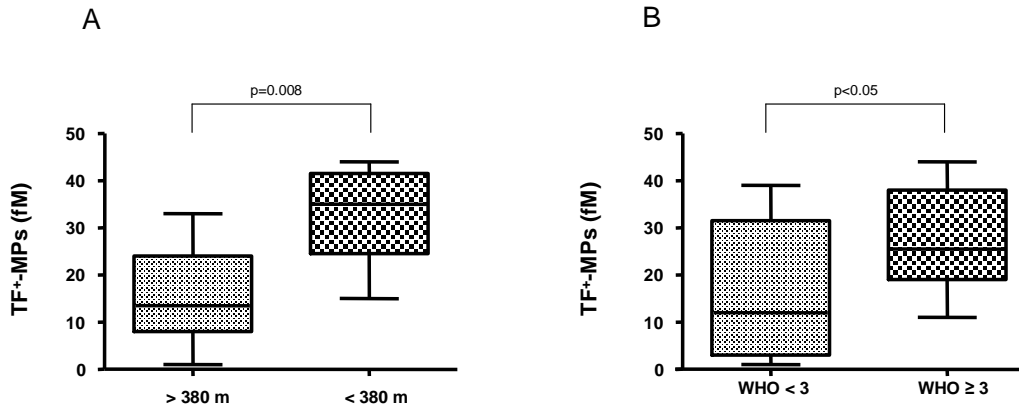 A
p=0.008
50
40
30
20
10
0
TF⁺-MPs (fM)
> 380 m
< 380 m
B
p<0.05
50
40
30
20
10
0
TF⁺-MPs (fM)
WHO < 3
WHO ≥ 3